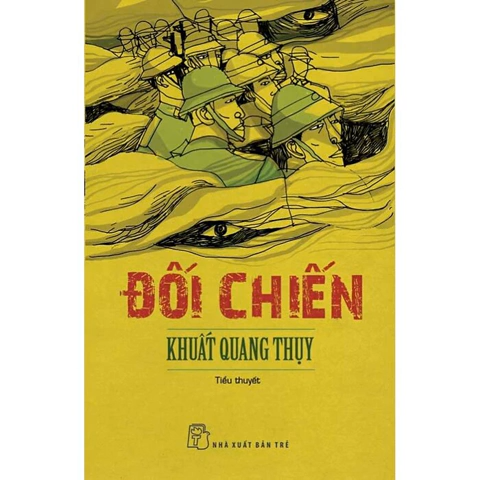 ĐỐI CHIẾN
KHUẤT QUANG THỤY
Tiểu thuyết
NHÀ XUẤT BẢN TRẺ